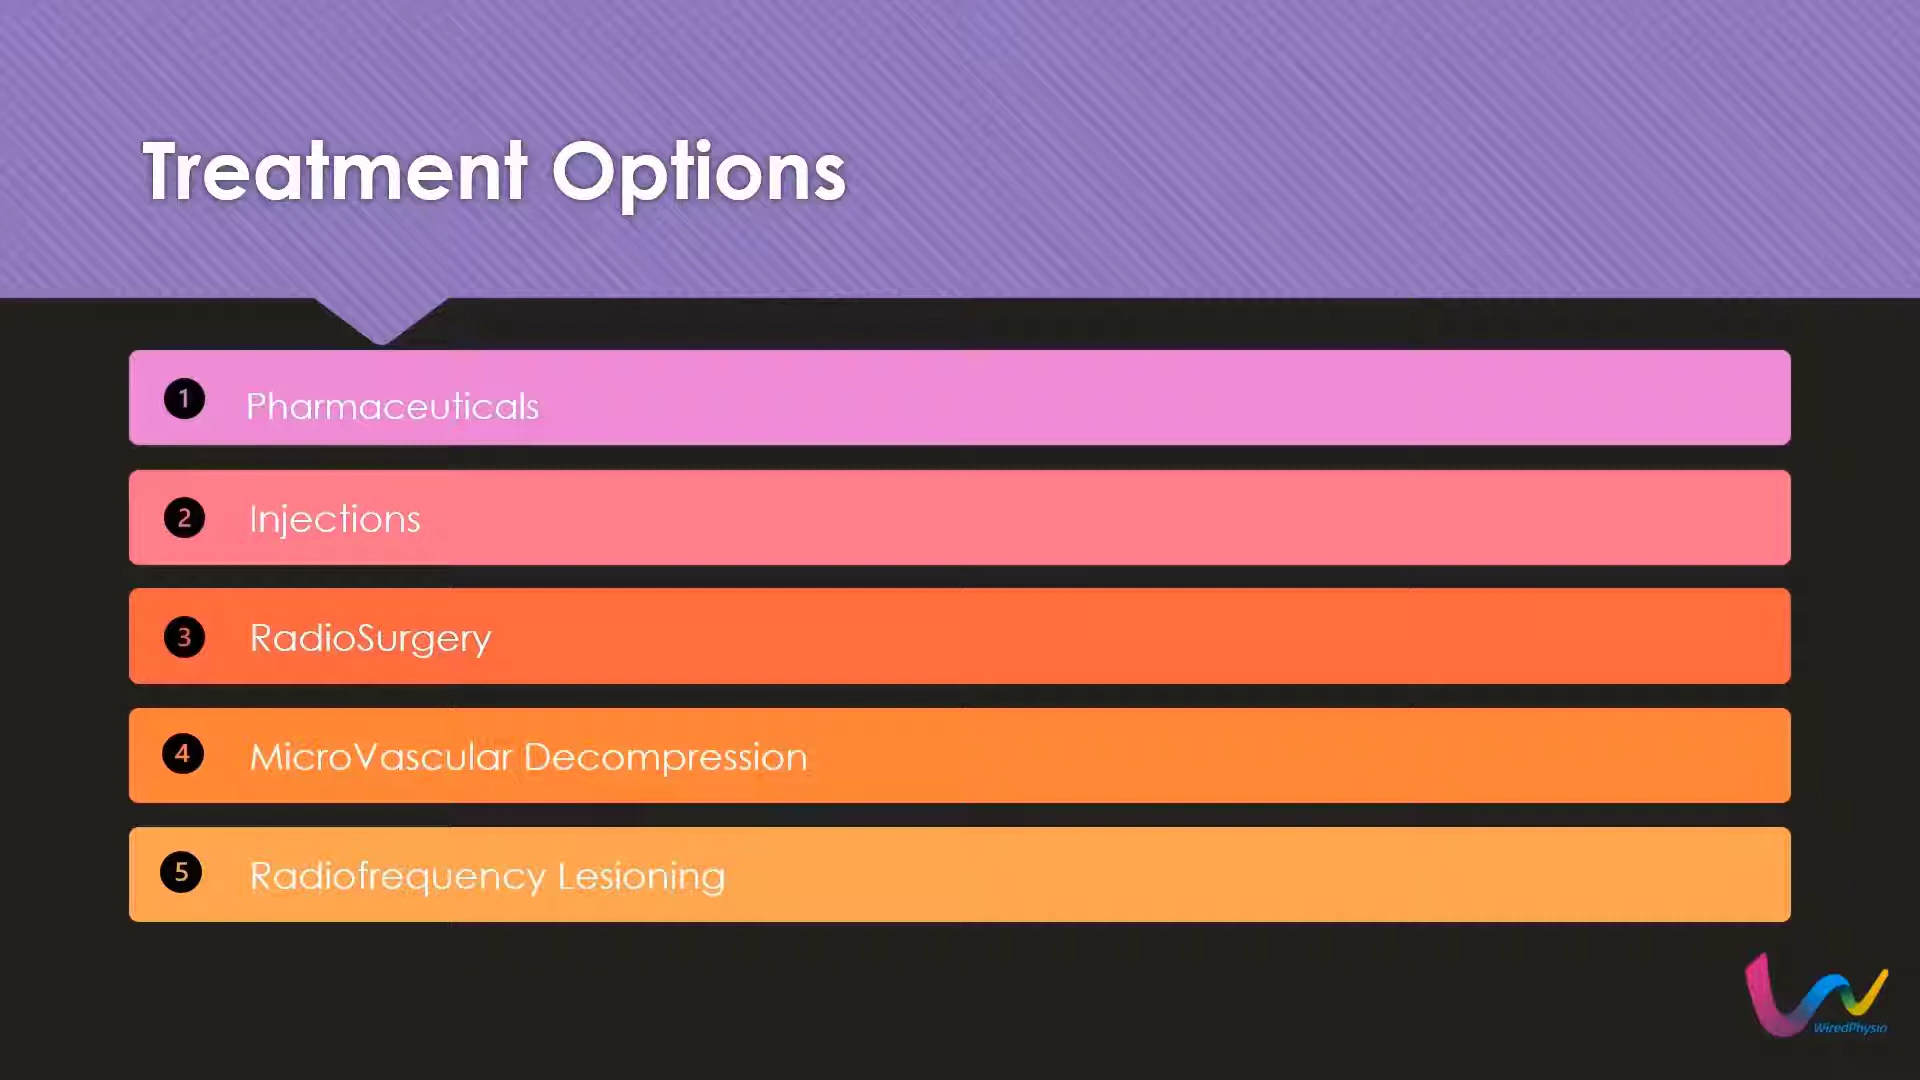 Treatment Options
1 Pharmaceuticals
2 Injections
3 RadioSurgery
4 MicroVascular Decompression
5 Radiofrequency Lesioning
WiredPhysio